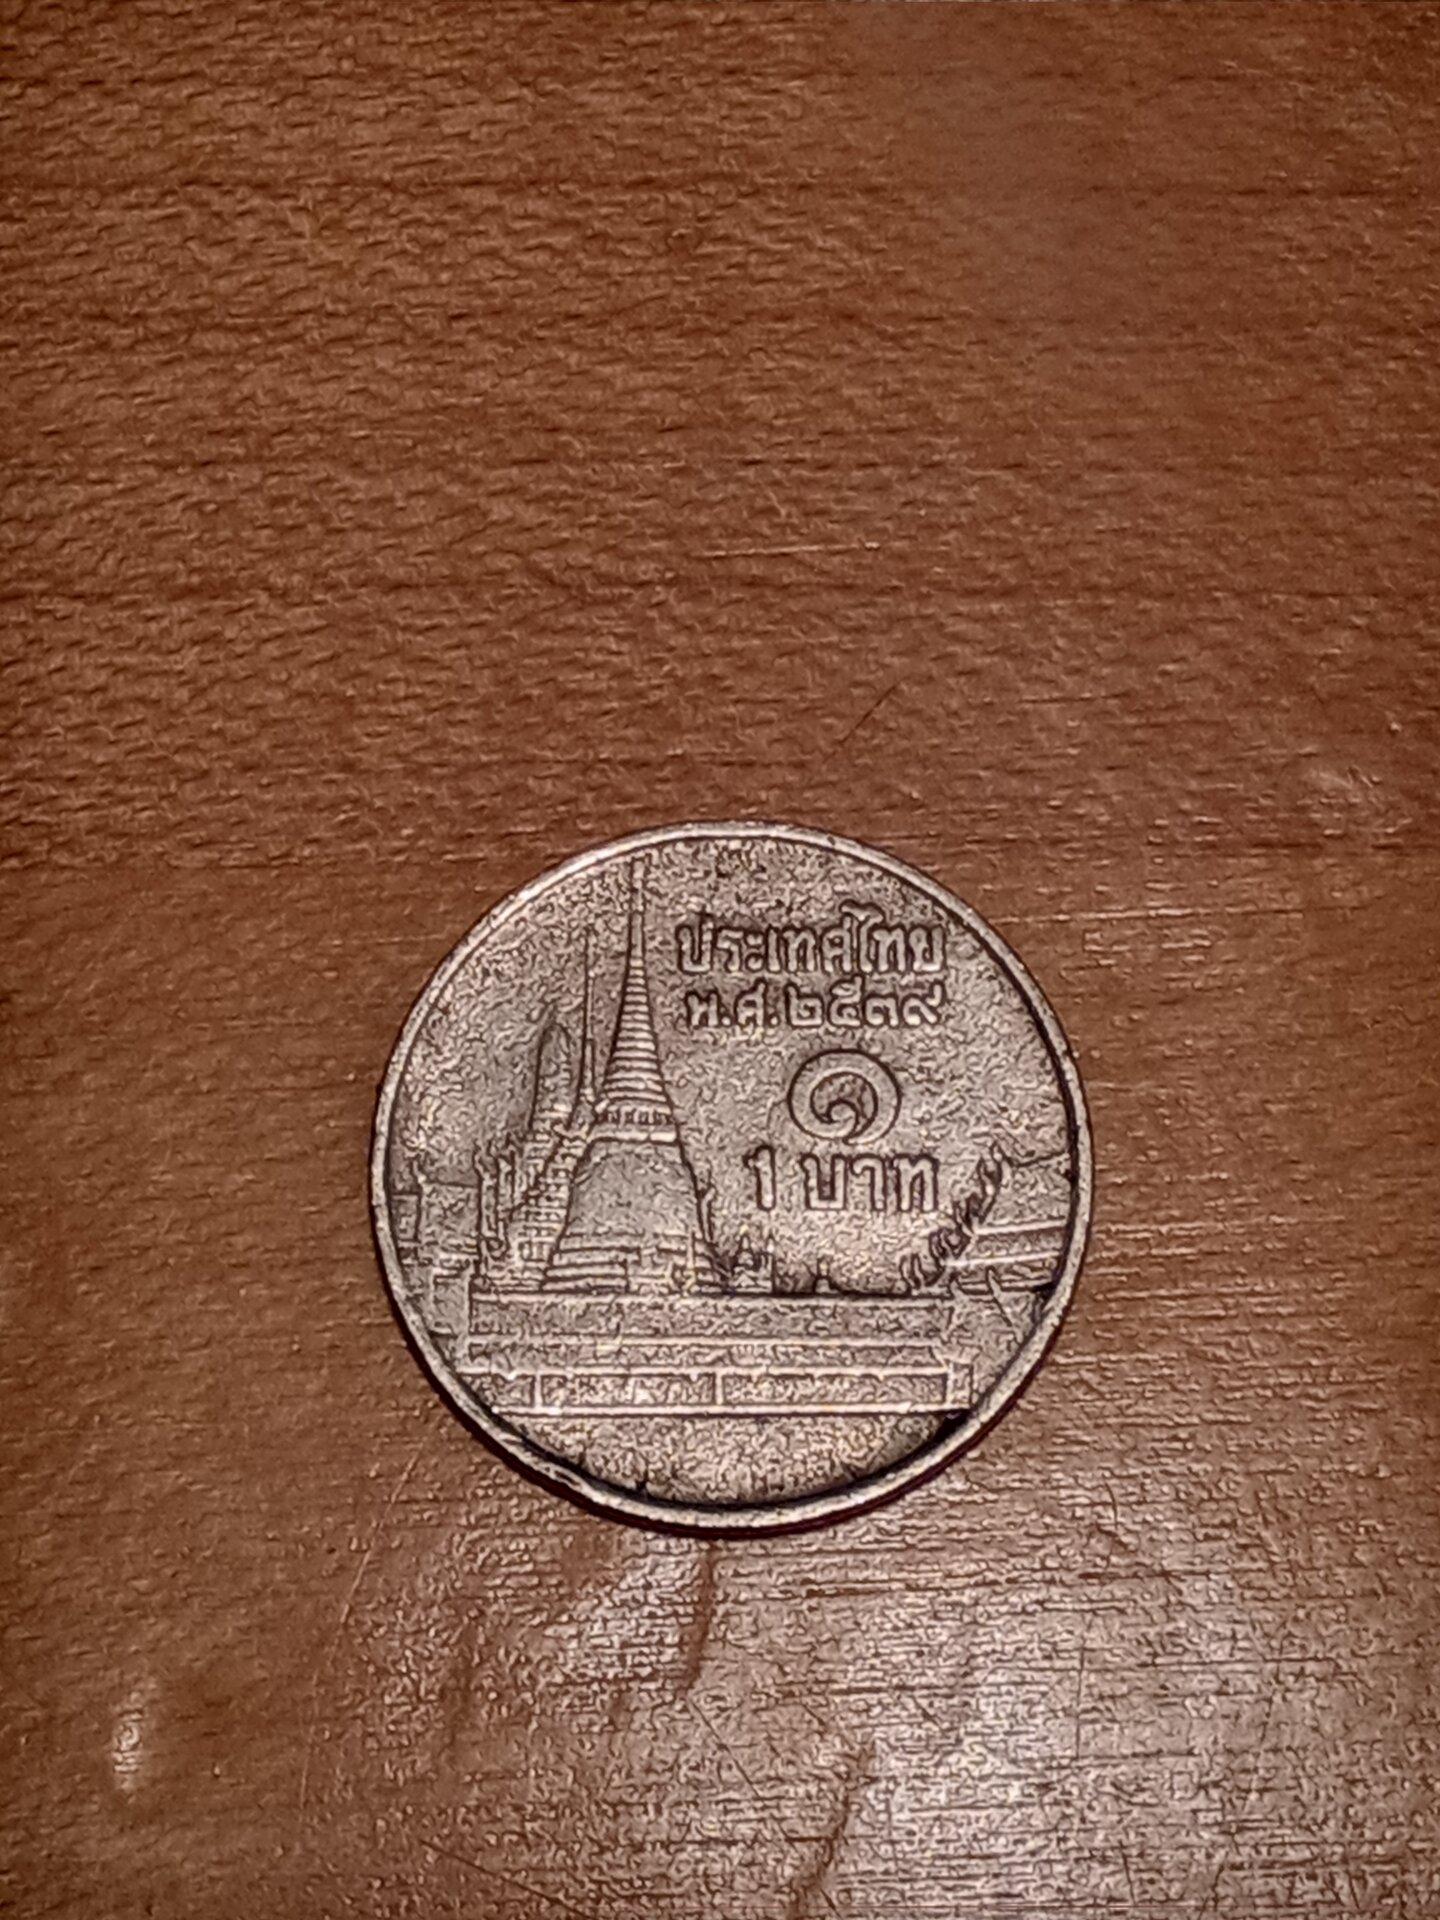 ประเทศไทย
พ.ศ.๒๕๓๙
๑
1 บาท